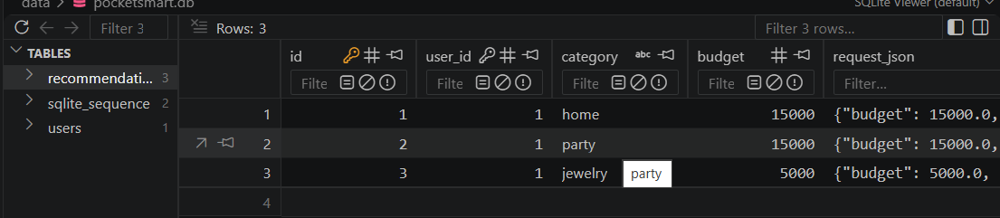 data > pocketsmart.db SQLite Viewer (default)
Filter 3 Rows: 3 Filter 3 rows...
TABLES
recommendati... 3
sqlite_sequence 2
users 1
id user_id abc category budget request_json
Filte Filte Filte Filte Filter...
1 1 1 home 15000 {"budget": 15000.0,
2 2 1 party 15000 {"budget": 15000.0,
3 3 1 jewelry party 5000 {"budget": 5000.0,
4